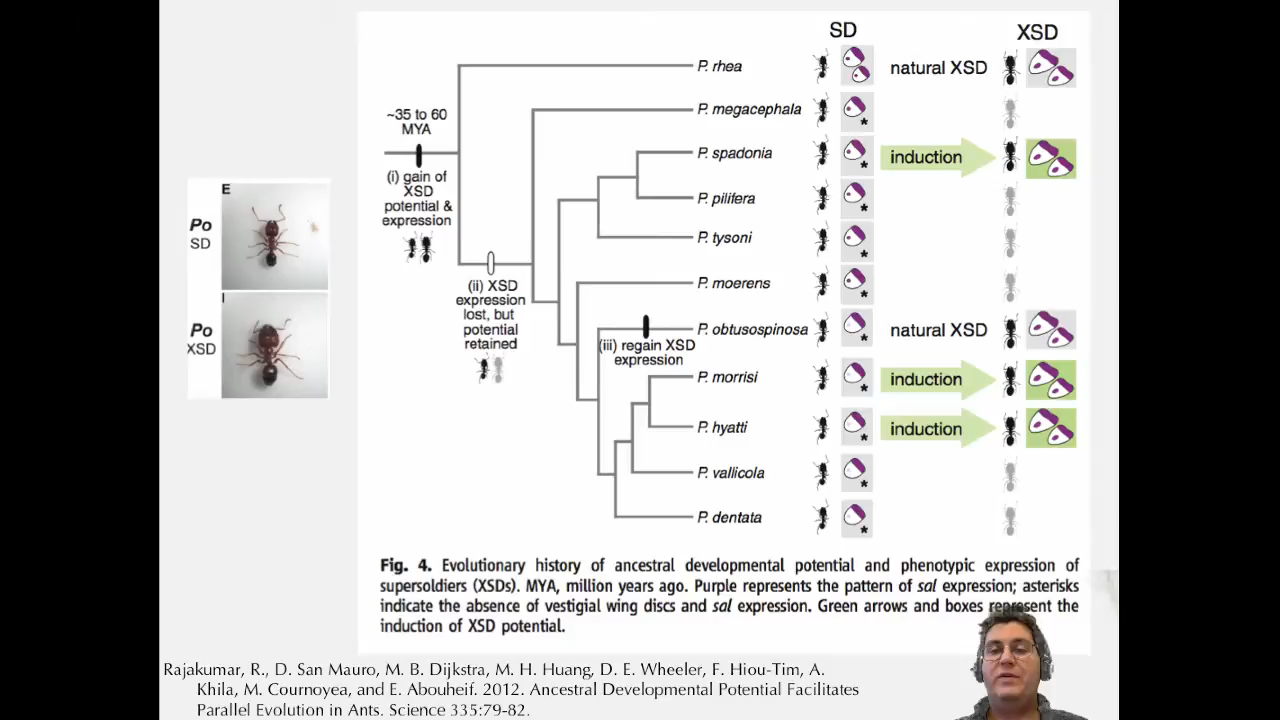 SD
XSD
P. rhea
natural XSD
~35 to 60
MYA
P. megacephala
*
P. spadonia
*
induction
(i) gain of
XSD
potential &
expression
P. pilifera
*
E
Po
SD
P. tysoni
*
(ii) XSD
expression
lost, but
potential
retained
P. moerens
*
I
Po
XSD
P. obtusospinosa
*
natural XSD
(iii) regain XSD
expression
P. morrisi
*
induction
P. hyatti
*
induction
P. vallicola
*
P. dentata
*
Fig. 4. Evolutionary history of ancestral developmental potential and phenotypic expression of
supersoldiers (XSDs). MYA, million years ago. Purple represents the pattern of sal expression; asterisks
indicate the absence of vestigial wing discs and sal expression. Green arrows and boxes represent the
induction of XSD potential.
Rajakumar, R., D. San Mauro, M. B. Dijkstra, M. H. Huang, D. E. Wheeler, F. Hiou-Tim, A.
Khila, M. Cournoyea, and E. Abouheif. 2012. Ancestral Developmental Potential Facilitates
Parallel Evolution in Ants. Science 335:79-82.